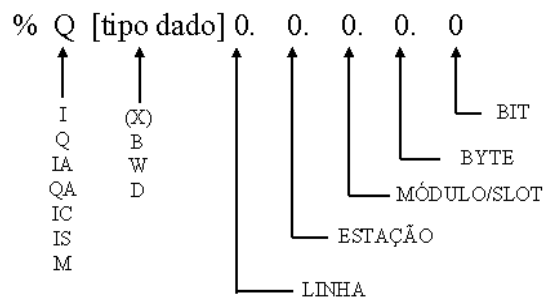 % Q [tipo dado] 0. 0. 0. 0. 0
I (X)
Q B
IA W
QA D
IC
IS
M
BIT
BYTE
MÓDULO/SLOT
ESTAÇÃO
LINHA